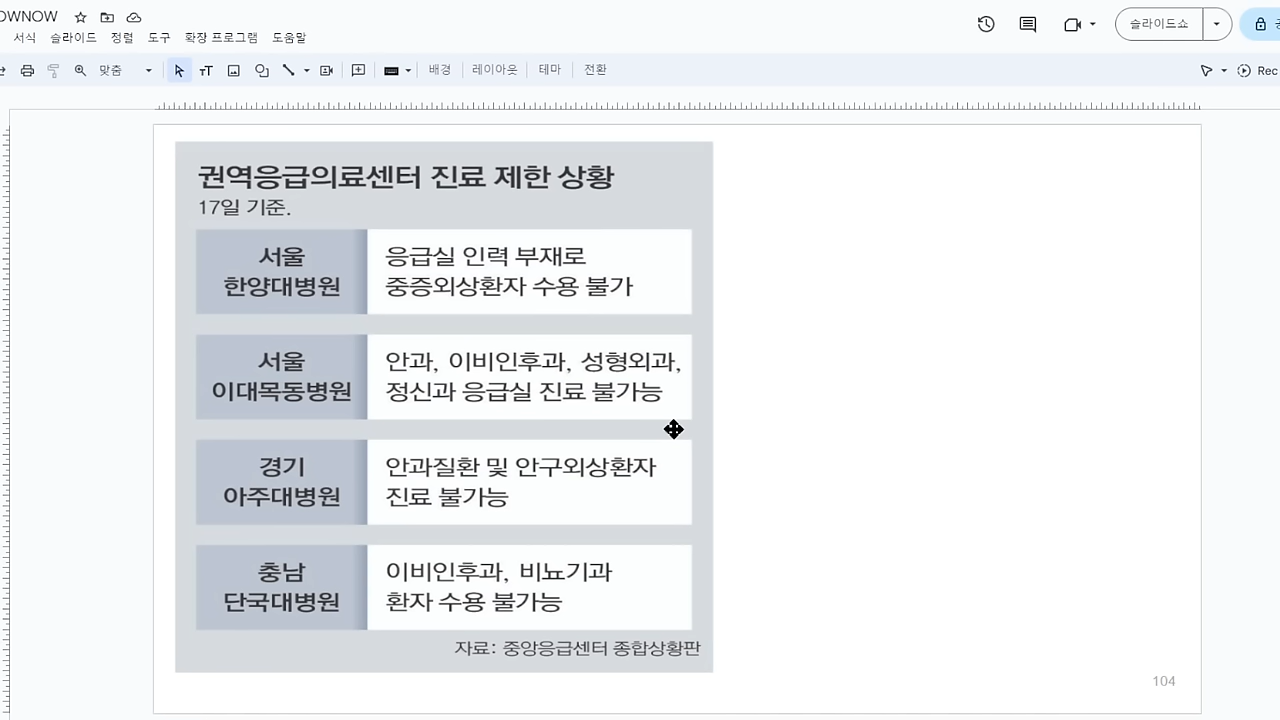 OWNOW
서식 슬라이드 정렬 도구 확장 프로그램 도움말
슬라이드쇼
맞춤
배경 레이아웃 테마 전환
Rec
권역응급의료센터 진료 제한 상황
17일 기준.
서울
한양대병원
응급실 인력 부재로
중증외상환자 수용 불가
서울
이대목동병원
안과, 이비인후과, 성형외과,
정신과 응급실 진료 불가능
경기
아주대병원
안과질환 및 안구외상환자
진료 불가능
충남
단국대병원
이비인후과, 비뇨기과
환자 수용 불가능
자료: 중앙응급센터 종합상황판
104